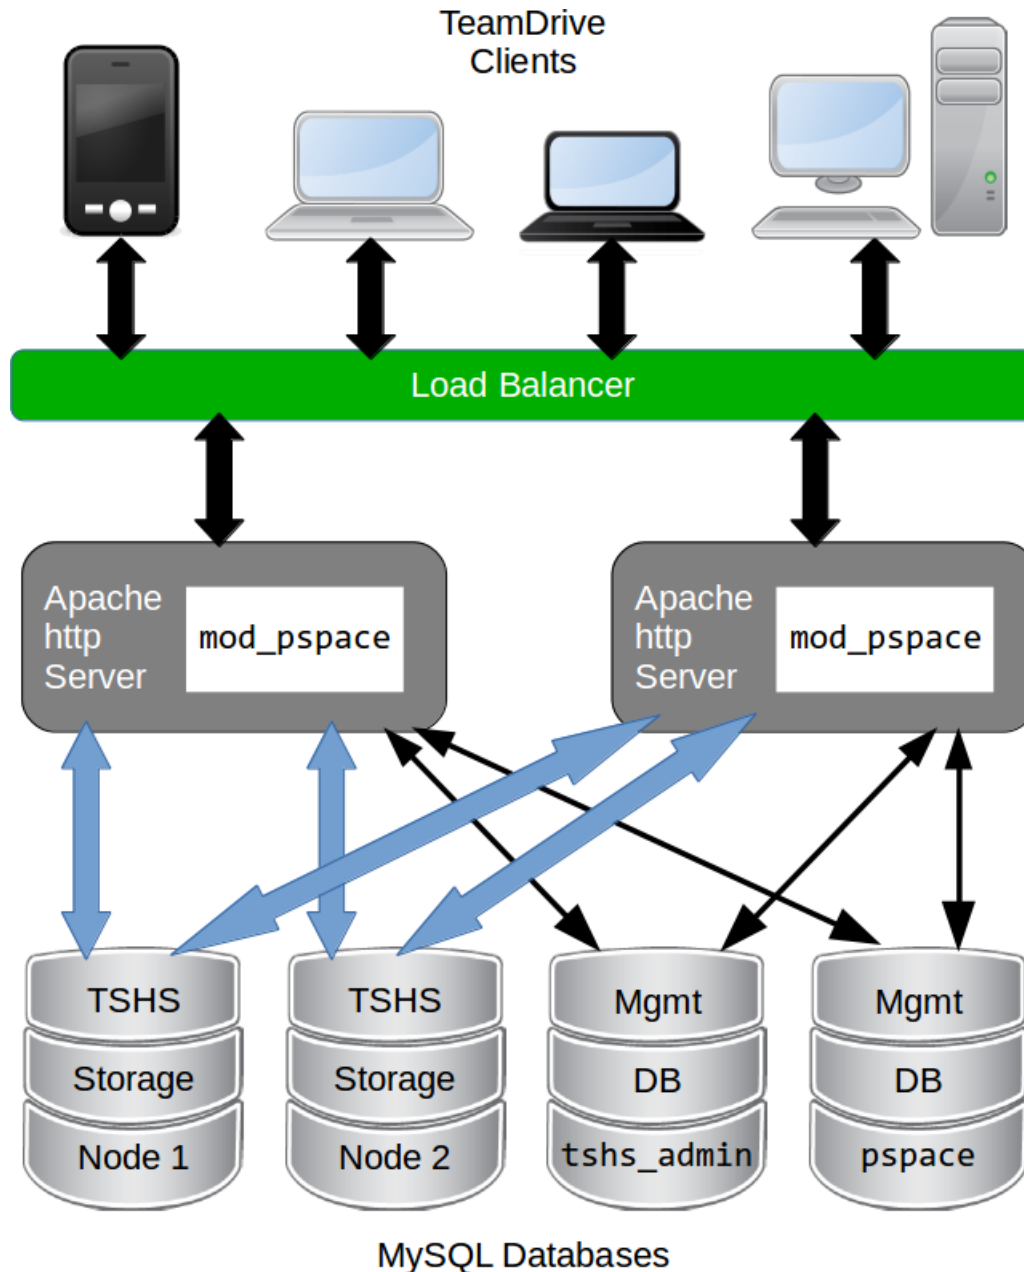 TeamDrive
Clients
Load Balancer
Apache
http
Server
mod_pspace
Apache
http
Server
mod_pspace
TSHS
Storage
Node 1
TSHS
Storage
Node 2
Mgmt
DB
tshs_admin
Mgmt
DB
pspace
MySQL Databases